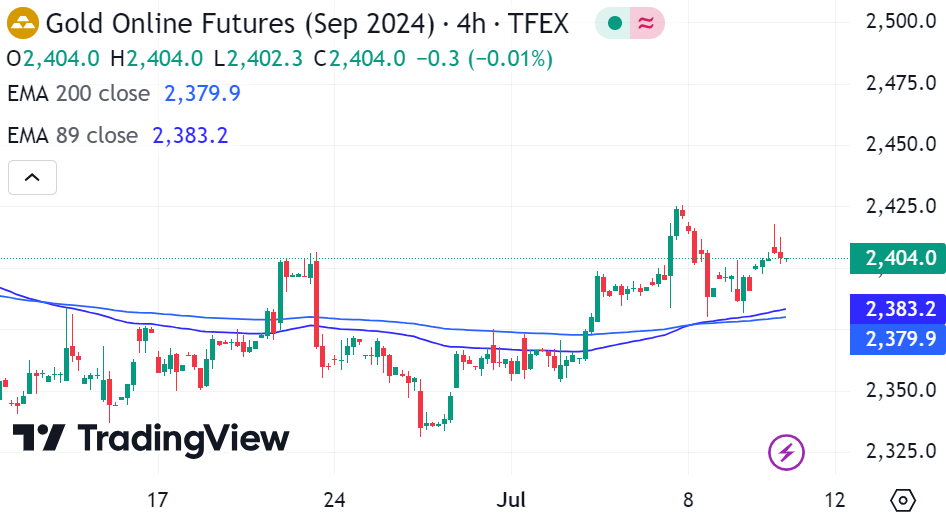 Gold Online Futures (Sep 2024) · 4h · TFEX
O2,404.0 H2,404.0 L2,402.3 C2,404.0 −0.3 (−0.01%)
EMA 200 close 2,379.9
EMA 89 close 2,383.2
2,500.0
2,475.0
2,450.0
2,425.0
2,404.0
2,383.2
2,379.9
2,350.0
2,325.0
TradingView
17 24 Jul 8 12